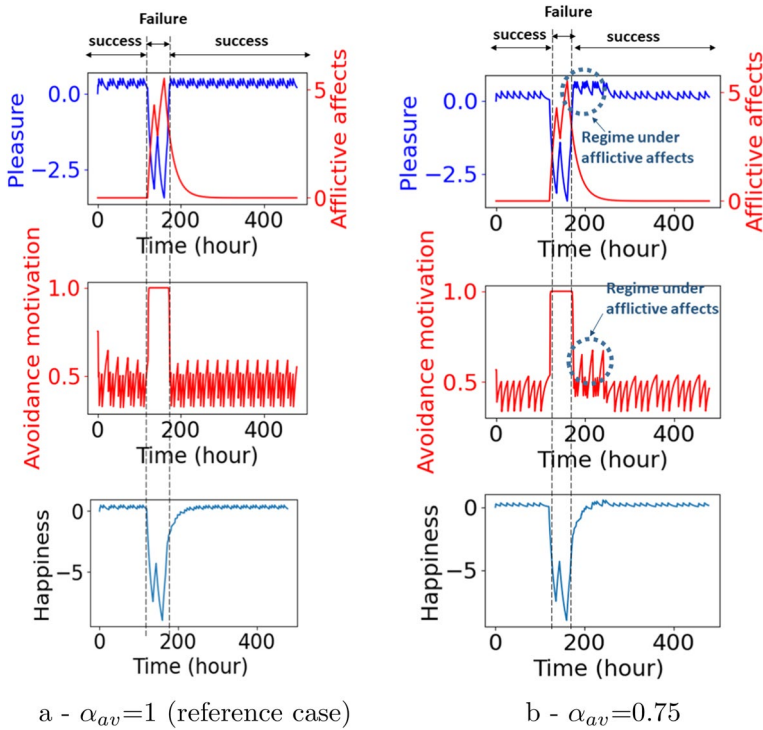 Failure
success
success
Pleasure
0.0
−2.5
5
0
Afflictive affects
0 200 400
Time (hour)
Avoidance motivation
1.0
0.5
0 200 400
Time (hour)
Happiness
0
−5
0 200 400
Time (hour)
a - αav=1 (reference case)
Failure
success
success
Pleasure
0.0
−2.5
5
0
Afflictive affects
Regime under
afflictive affects
0 200 400
Time (hour)
Avoidance motivation
1.0
0.5
Regime under
afflictive affects
0 200 400
Time (hour)
Happiness
0
−5
0 200 400
Time (hour)
b - αav=0.75